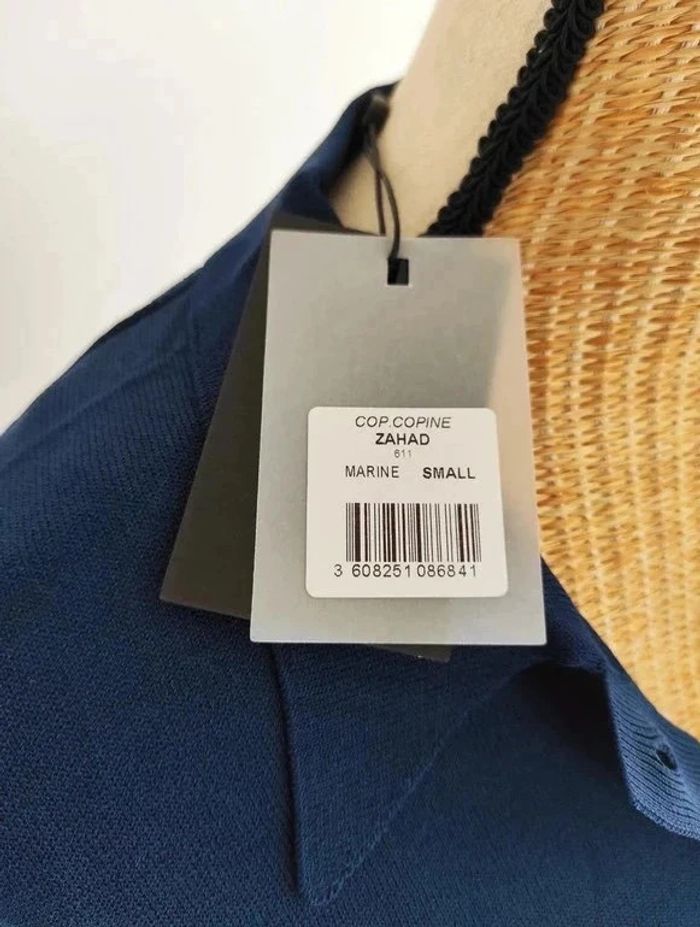 COP.COPINE
ZAHAD
611
MARINE SMALL
3 608251 086841